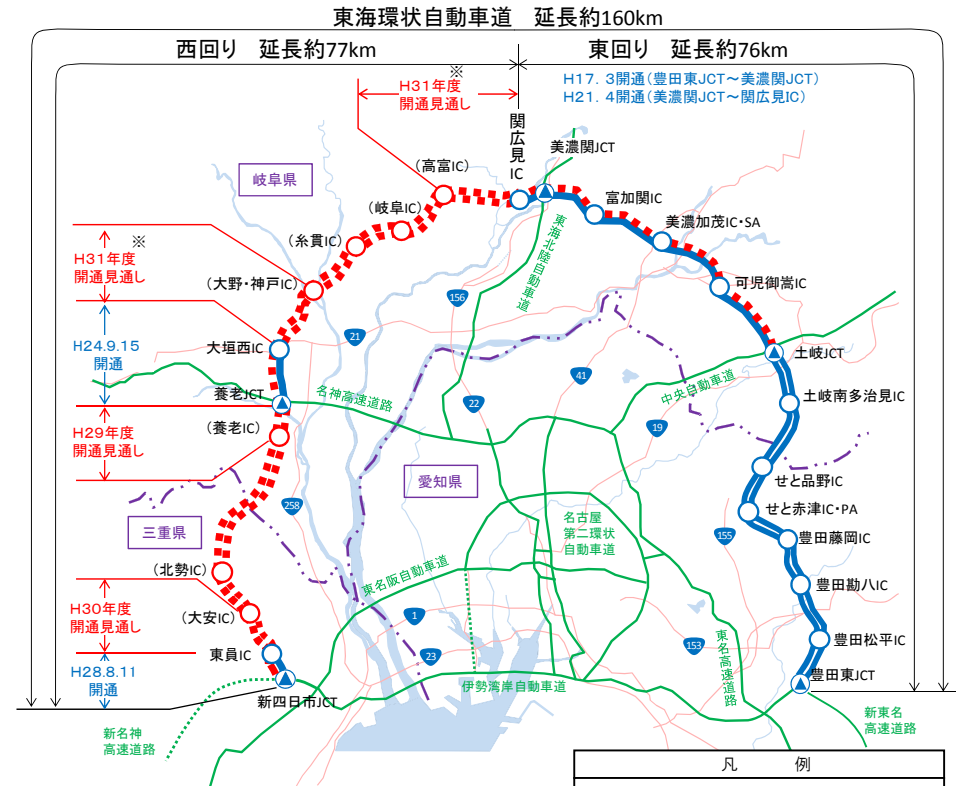 東海環状自動車道　延長約160km
西回り　延長約77km
東回り　延長約76km
※
H31年度
開通見通し
H17.3開通(豊田東JCT～美濃関JCT)
H21.4開通(美濃関JCT～関広見IC)
関広見IC
美濃関JCT
(高富IC)
岐阜県
富加関IC
(岐阜IC)
美濃加茂IC・SA
(糸貫IC)
東海北陸自動車道
※
H31年度
開通見通し
(大野・神戸IC)
可児御嵩IC
156
21
H24.9.15
開通
大垣西IC
土岐JCT
41
養老JCT
名神高速道路
中央自動車道
22
土岐南多治見IC
H29年度
開通見通し
(養老IC)
19
せと品野IC
愛知県
258
せと赤津IC・PA
三重県
名古屋
第二環状
自動車道
155
豊田藤岡IC
(北勢IC)
東名阪自動車道
豊田勘八IC
H30年度
開通見通し
(大安IC)
1
153
東名高速道路
豊田松平IC
東員IC
23
H28.8.11
開通
豊田東JCT
伊勢湾岸自動車道
新四日市JCT
新名神
高速道路
新東名
高速道路
凡　　例